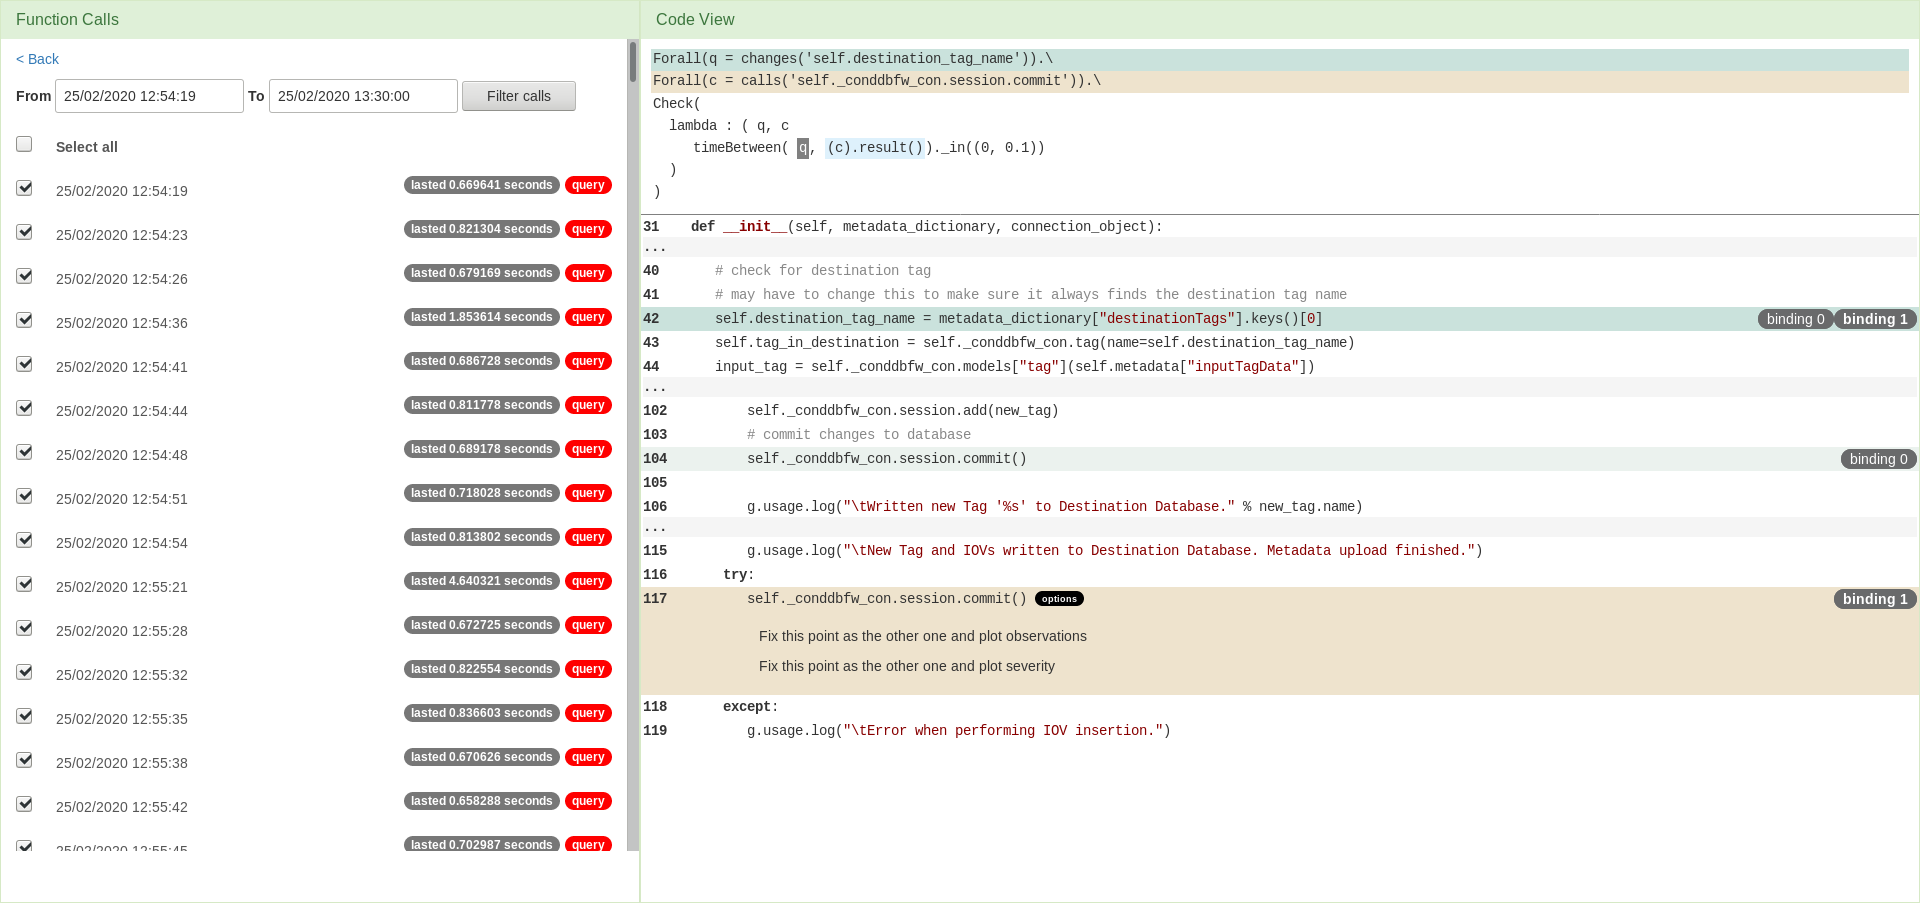 Function Calls
< Back
From 25/02/2020 12:54:19 To 25/02/2020 13:30:00 Filter calls
Select all
25/02/2020 12:54:19 lasted 0.669641 seconds query
25/02/2020 12:54:23 lasted 0.821304 seconds query
25/02/2020 12:54:26 lasted 0.679169 seconds query
25/02/2020 12:54:36 lasted 1.853614 seconds query
25/02/2020 12:54:41 lasted 0.686728 seconds query
25/02/2020 12:54:44 lasted 0.811778 seconds query
25/02/2020 12:54:48 lasted 0.689178 seconds query
25/02/2020 12:54:51 lasted 0.718028 seconds query
25/02/2020 12:54:54 lasted 0.813802 seconds query
25/02/2020 12:55:21 lasted 4.640321 seconds query
25/02/2020 12:55:28 lasted 0.672725 seconds query
25/02/2020 12:55:32 lasted 0.822554 seconds query
25/02/2020 12:55:35 lasted 0.836603 seconds query
25/02/2020 12:55:38 lasted 0.670626 seconds query
25/02/2020 12:55:42 lasted 0.658288 seconds query
25/02/2020 12:55:45 lasted 0.702987 seconds query
Code View
Forall(q = changes('self.destination_tag_name')).\
Forall(c = calls('self._conddbfw_con.session.commit')).\
Check(
lambda : ( q, c
timeBetween( q, (c).result())._in((0, 0.1))
)
)
31 def __init__(self, metadata_dictionary, connection_object):
...
40 # check for destination tag
41 # may have to change this to make sure it always finds the destination tag name
42 self.destination_tag_name = metadata_dictionary["destinationTags"].keys()[0] binding 0 binding 1
43 self.tag_in_destination = self._conddbfw_con.tag(name=self.destination_tag_name)
44 input_tag = self._conddbfw_con.models["tag"](self.metadata["inputTagData"])
...
102 self._conddbfw_con.session.add(new_tag)
103 # commit changes to database
104 self._conddbfw_con.session.commit() binding 0
105
106 g.usage.log("\tWritten new Tag '%s' to Destination Database." % new_tag.name)
...
115 g.usage.log("\tNew Tag and IOVs written to Destination Database. Metadata upload finished.")
116 try:
117 self._conddbfw_con.session.commit() options binding 1
Fix this point as the other one and plot observations
Fix this point as the other one and plot severity
118 except:
119 g.usage.log("\tError when performing IOV insertion.")